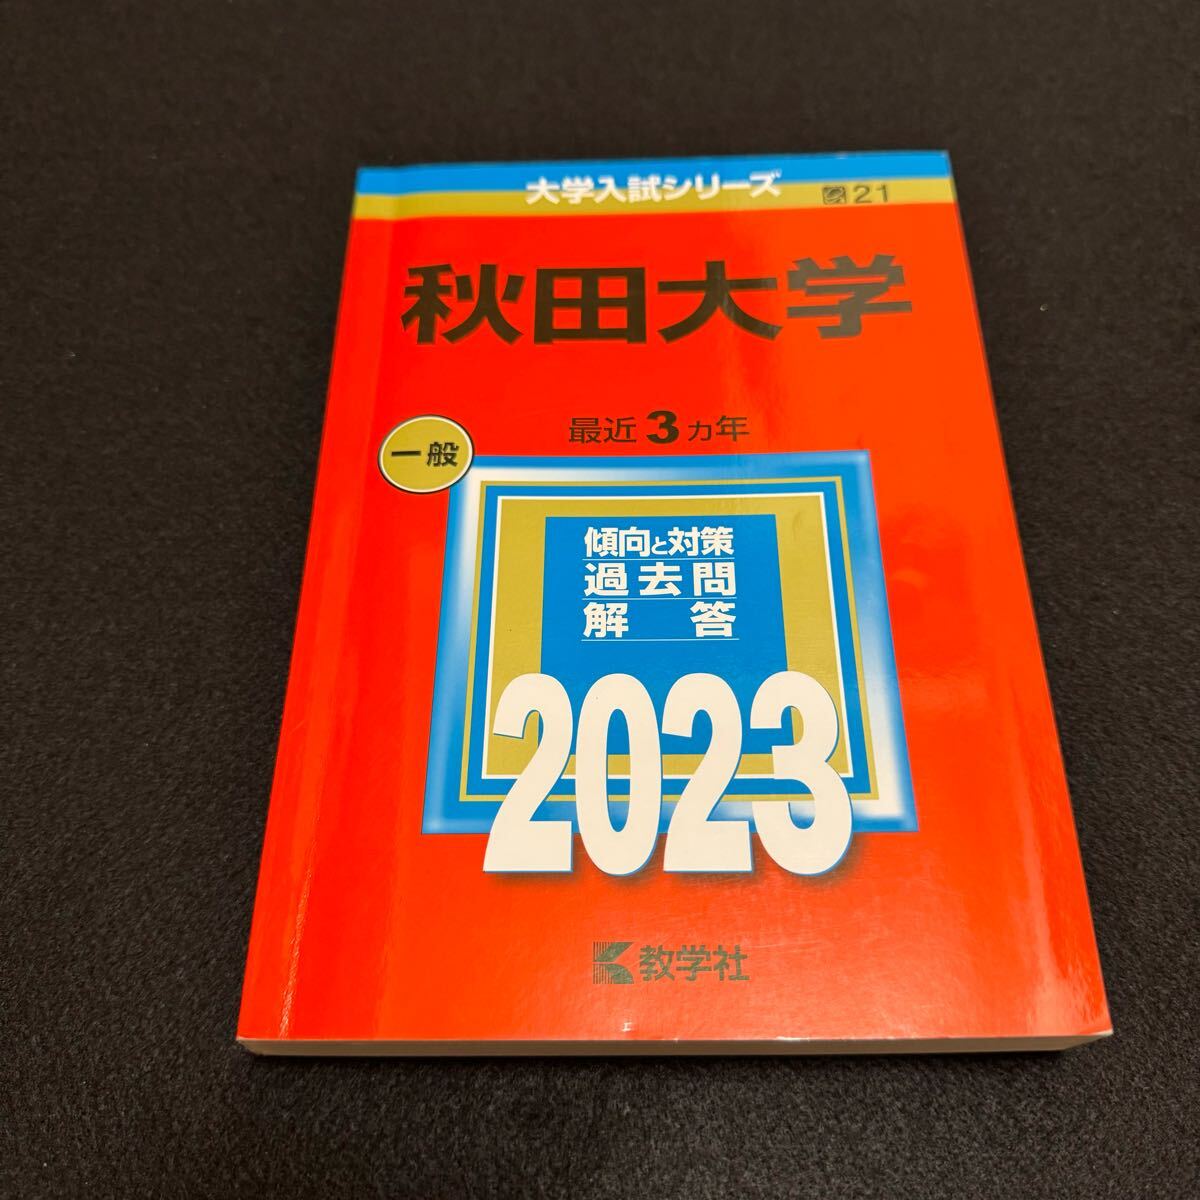 大学入試シリーズ
21
秋田大学
最近3ヵ年
一般
傾向と対策
過去問
解答
2023
教学社